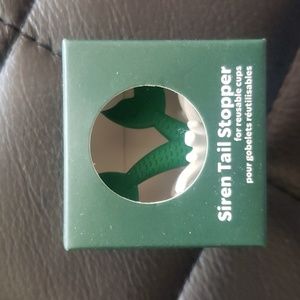 Siren Tail Stopper
for reusable cups
pour gobelets réutilisables